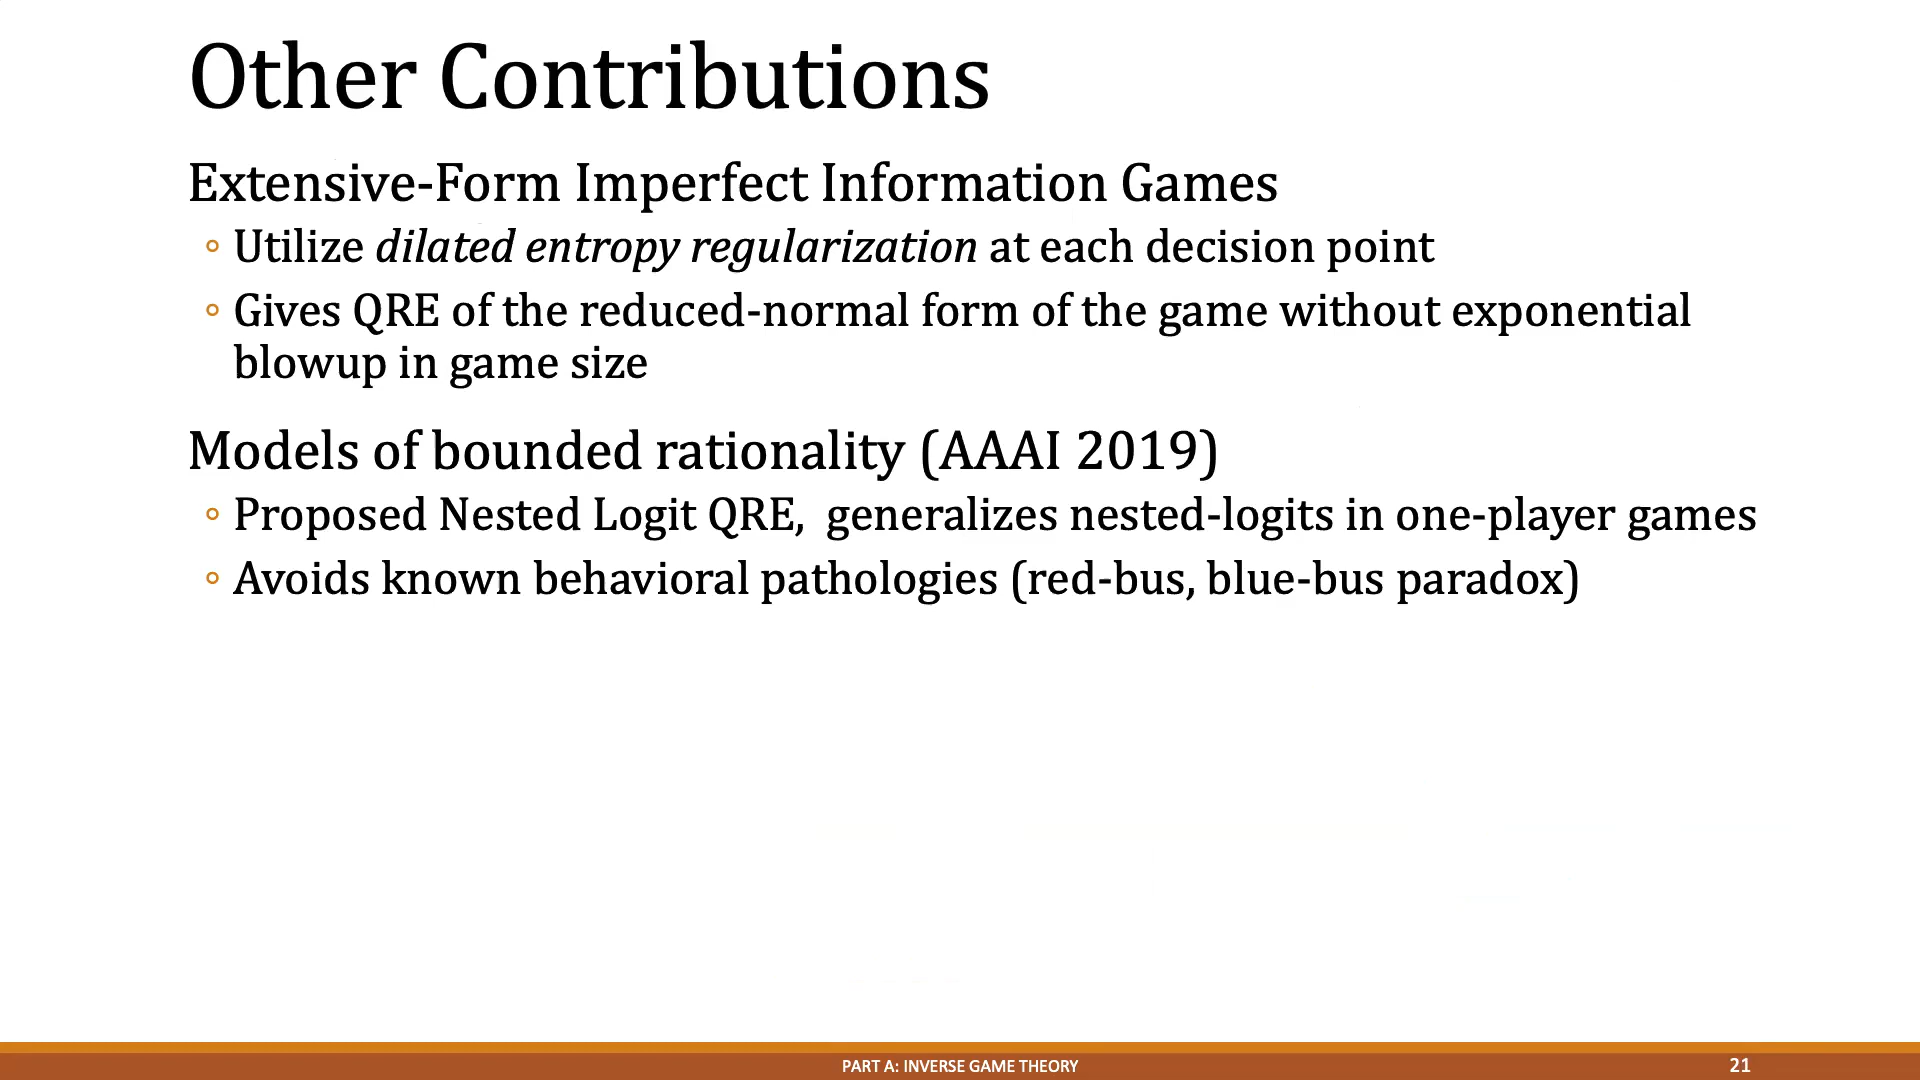 Other Contributions
Extensive-Form Imperfect Information Games
◦ Utilize dilated entropy regularization at each decision point
◦ Gives QRE of the reduced-normal form of the game without exponential
blowup in game size
Models of bounded rationality (AAAI 2019)
◦ Proposed Nested Logit QRE,  generalizes nested-logits in one-player games
◦ Avoids known behavioral pathologies (red-bus, blue-bus paradox)
PART A: INVERSE GAME THEORY
21